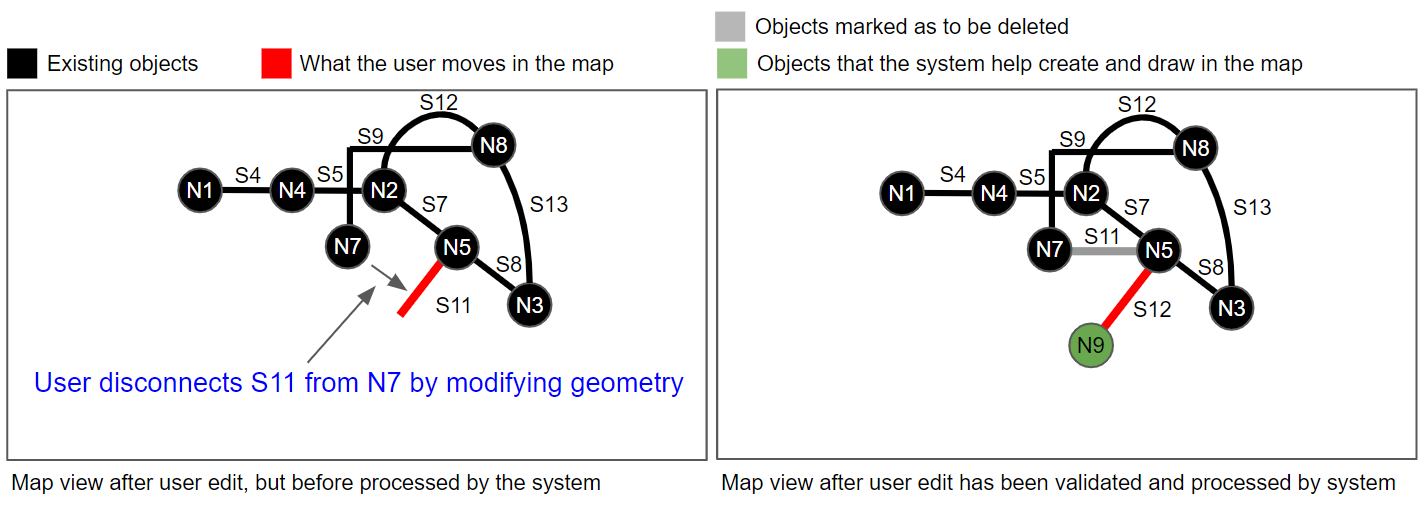 Objects marked as to be deleted
Existing objects
What the user moves in the map
Objects that the system help create and draw in the map
S12
S9
N8
S4
S5
N1
N4
N2
S7
S13
N7
N5
S8
S11
N3
User disconnects S11 from N7 by modifying geometry
Map view after user edit, but before processed by the system
S12
S9
N8
S4
S5
N1
N4
N2
S7
S13
S11
N7
N5
S8
S12
N3
N9
Map view after user edit has been validated and processed by system